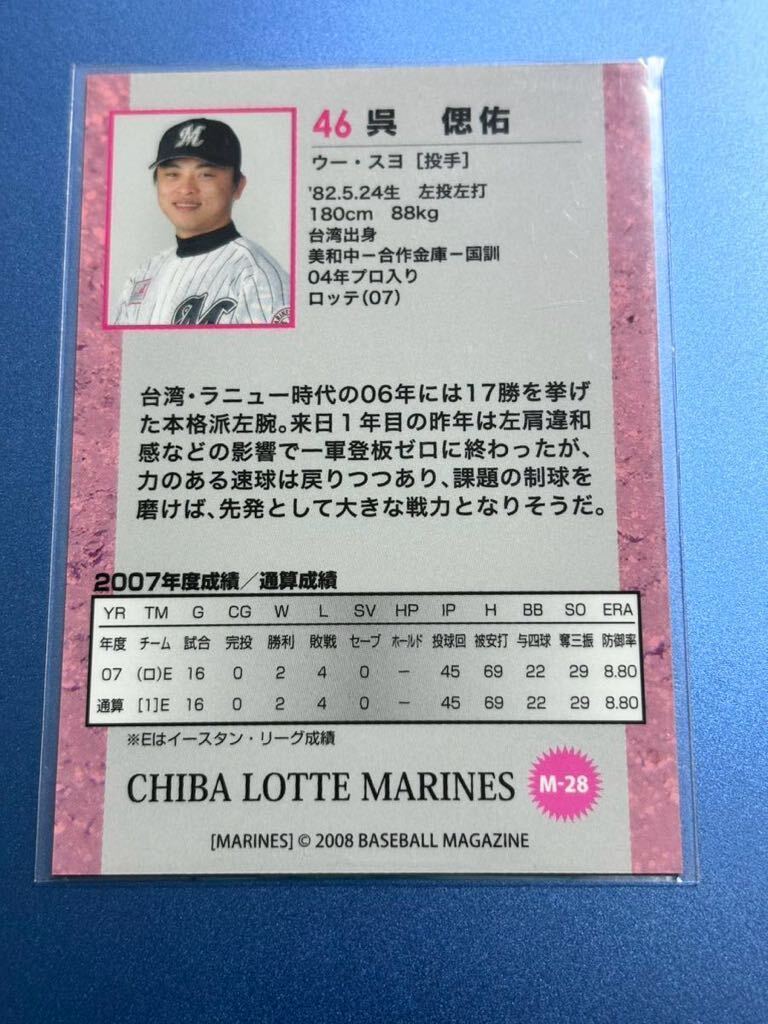 46 呉 偲佑
ウー・スヨ［投手］
'82.5.24生 左投左打
180cm 88kg
台湾出身
美和中－合作金庫－国訓
04年プロ入り
ロッテ(07)
台湾・ラニュー時代の06年には17勝を挙げ
た本格派左腕。来日1年目の昨年は左肩違和
感などの影響で一軍登板ゼロに終わったが、
力のある速球は戻りつつあり、課題の制球を
磨けば、先発として大きな戦力となりそうだ。
2007年度成績／通算成績
YR TM G CG W L SV HP IP H BB SO ERA
年度 チーム 試合 完投 勝利 敗戦 セーブ ホールド 投球回 被安打 与四球 奪三振 防御率
07 (ロ)E 16 0 2 4 0 － 45 69 22 29 8.80
通算 [1]E 16 0 2 4 0 － 45 69 22 29 8.80
※Eはイースタン・リーグ成績
CHIBA LOTTE MARINES M-28
[MARINES] © 2008 BASEBALL MAGAZINE